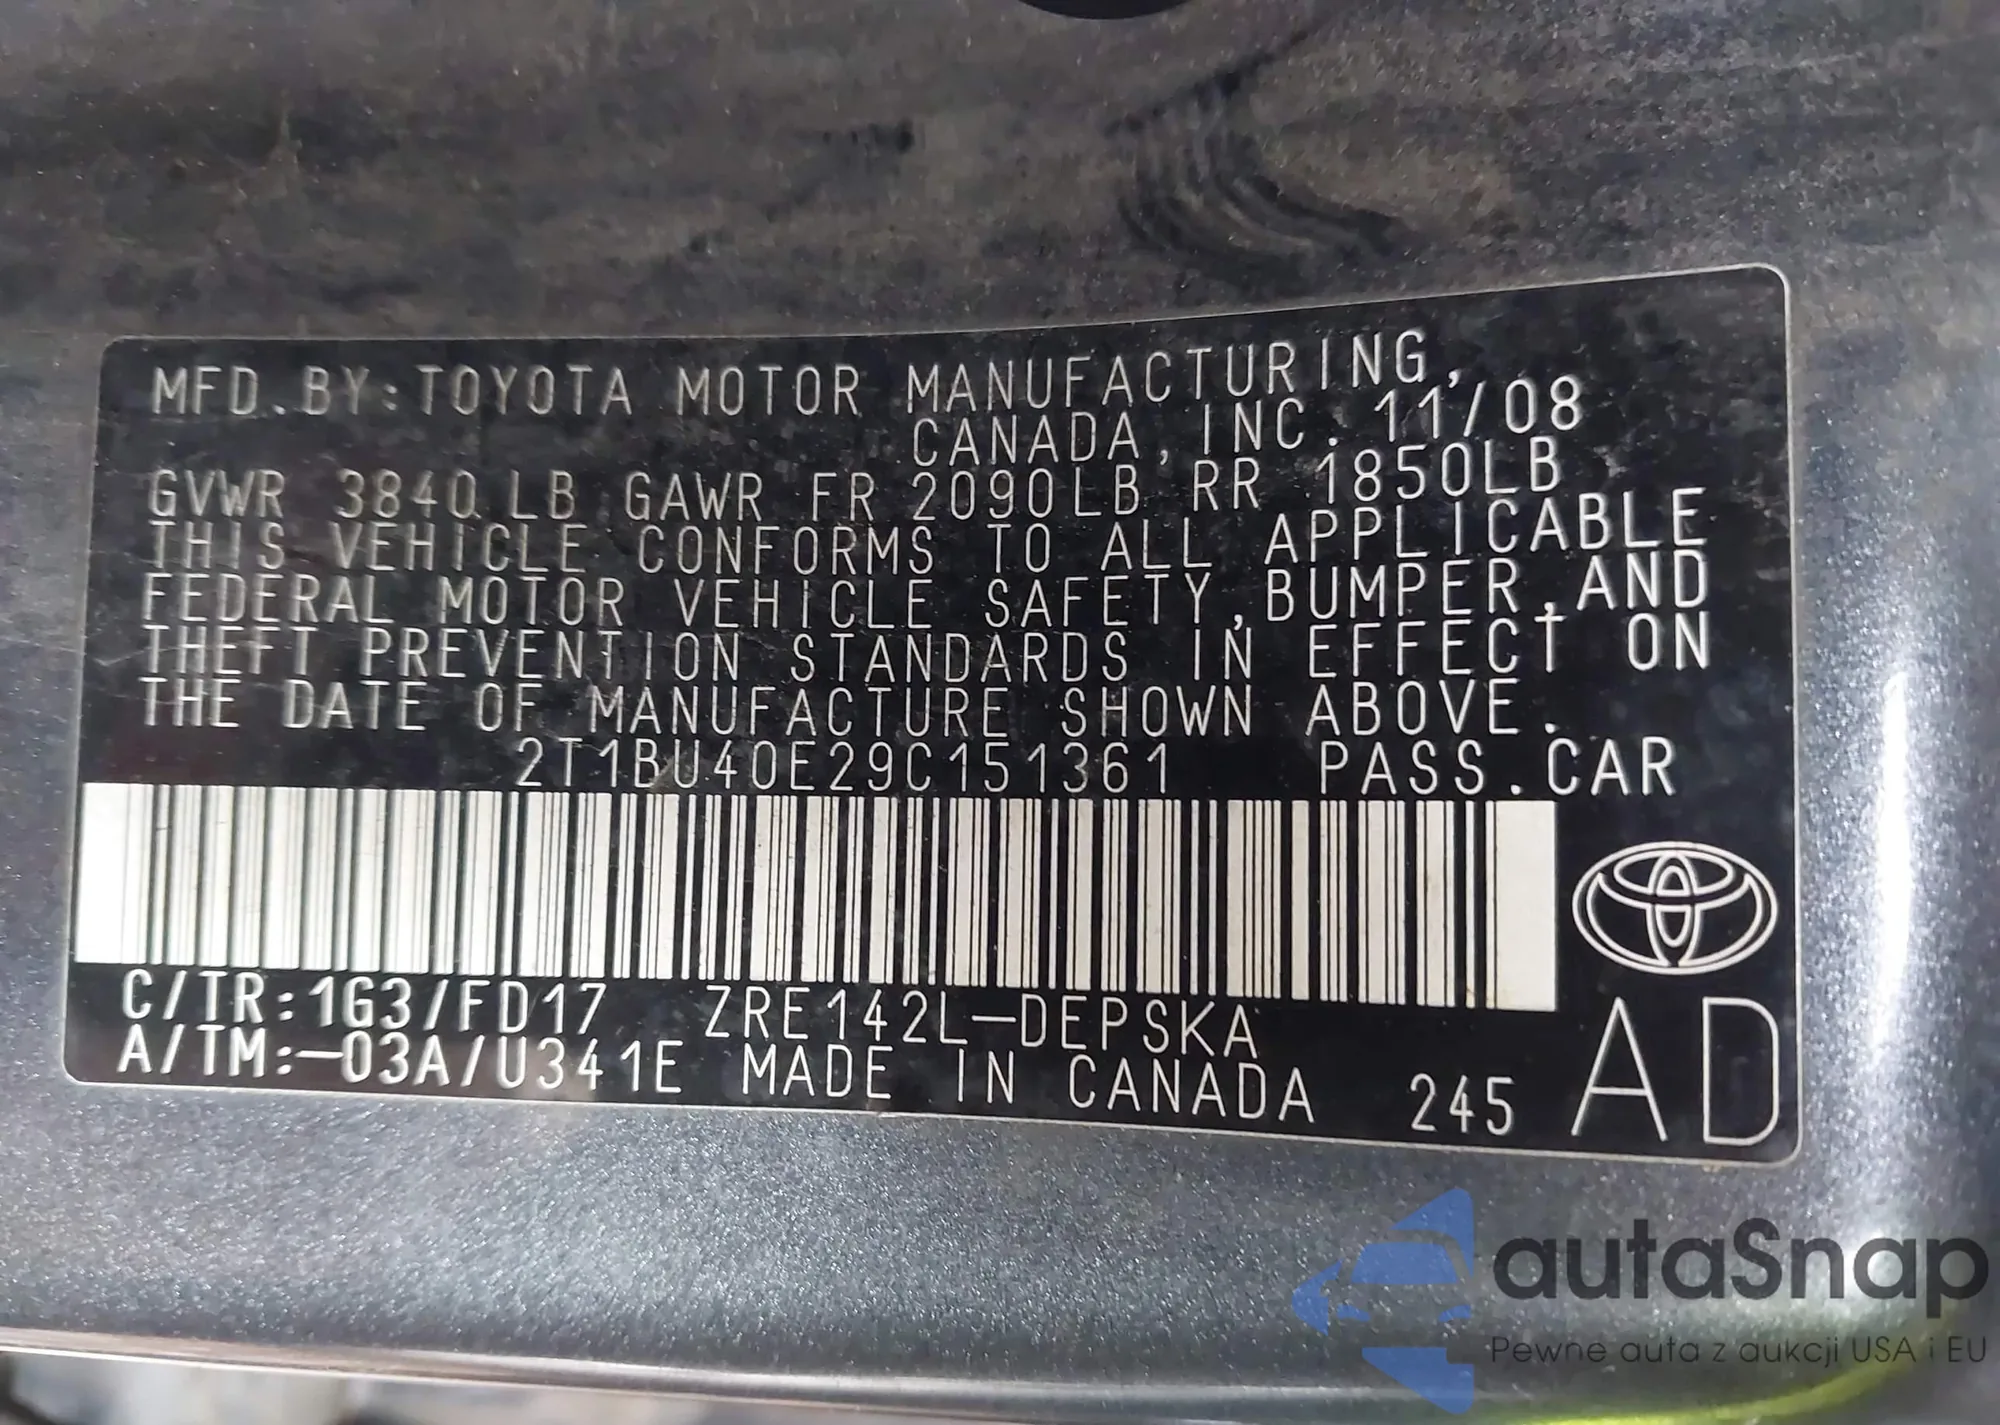 MFD. BY: TOYOTA MOTOR MANUFACTURING,
CANADA, INC. 11/08
GVWR 3840 LB GAWR FR 2090LB RR 1850LB
THIS VEHICLE CONFORMS TO ALL APPLICABLE
FEDERAL MOTOR VEHICLE SAFETY, BUMPER, AND
THEFT PREVENTION STANDARDS IN EFFECT ON
THE DATE OF MANUFACTURE SHOWN ABOVE.
2T1BU40E29C151361 PASS. CAR
C/TR: 1G3/FD17 ZRE142L-DEPSKA
A/TM:-03A/U341E MADE IN CANADA 245 AD
autaSnap
Pewne auta z aukcji USA i EU